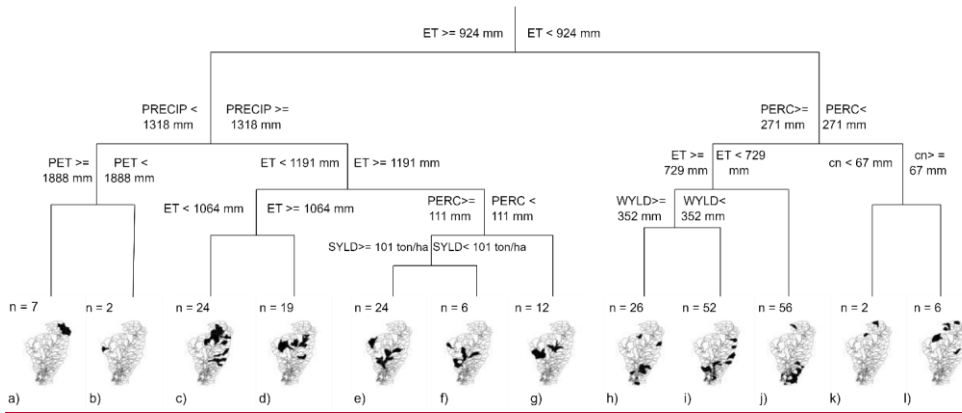 ET >= 924 mm
ET < 924 mm
PRECIP <
1318 mm
PRECIP >=
1318 mm
PERC>=
271 mm
PERC<
271 mm
PET >=
1888 mm
PET <
1888 mm
ET < 1191 mm
ET >= 1191 mm
ET >=
729 mm
ET < 729
mm
cn < 67 mm
cn> =
67 mm
ET < 1064 mm
ET >= 1064 mm
PERC>=
111 mm
PERC <
111 mm
WYLD>=
352 mm
WYLD<
352 mm
SYLD>= 101 ton/ha
SYLD< 101 ton/ha
n = 7
n = 2
n = 24
n = 19
n = 24
n = 6
n = 12
n = 26
n = 52
n = 56
n = 2
n = 6
a)
b)
c)
d)
e)
f)
g)
h)
i)
j)
k)
l)